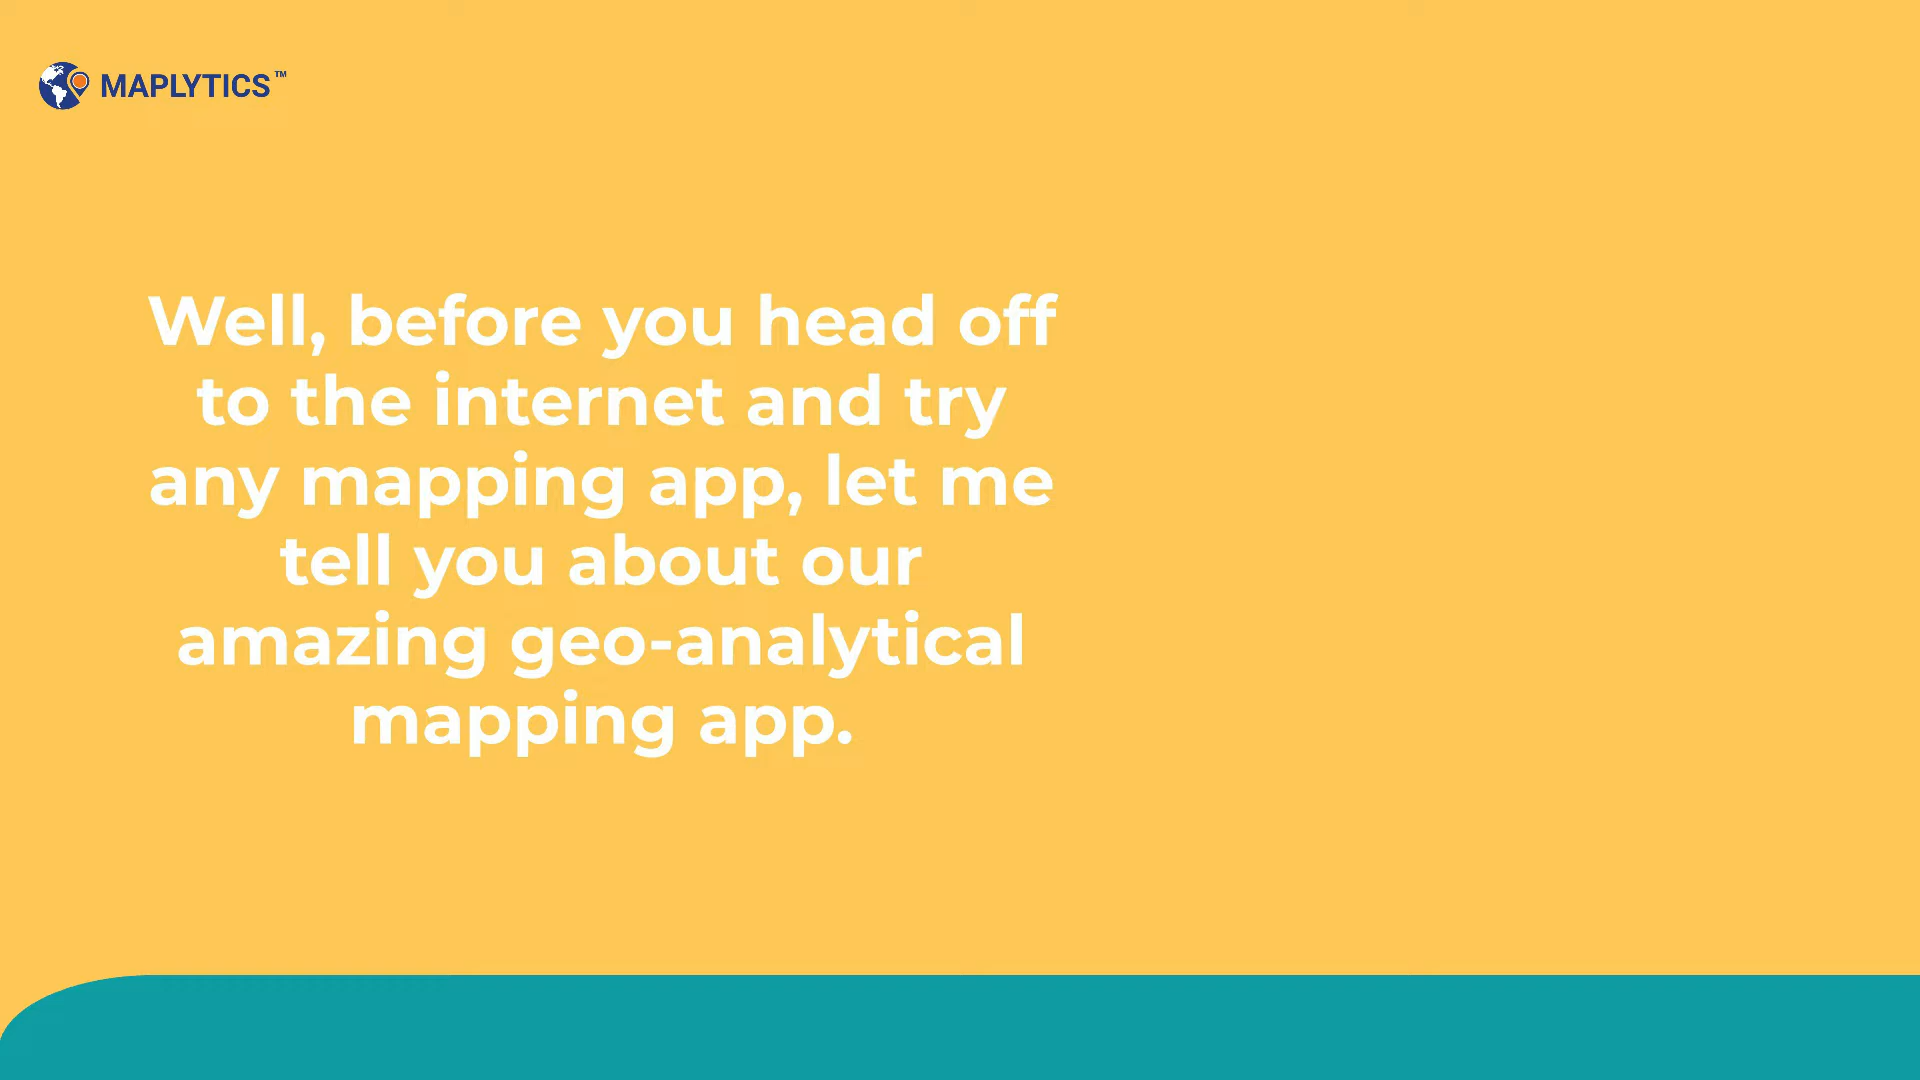 MAPLYTICS™
Well, before you head off
to the internet and try
any mapping app, let me
tell you about our
amazing geo-analytical
mapping app.